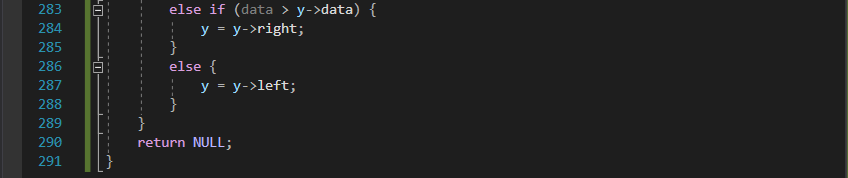 283 else if (data > y->data) {
284 y = y->right;
285 }
286 else {
287 y = y->left;
288 }
289 }
290 return NULL;
291 }